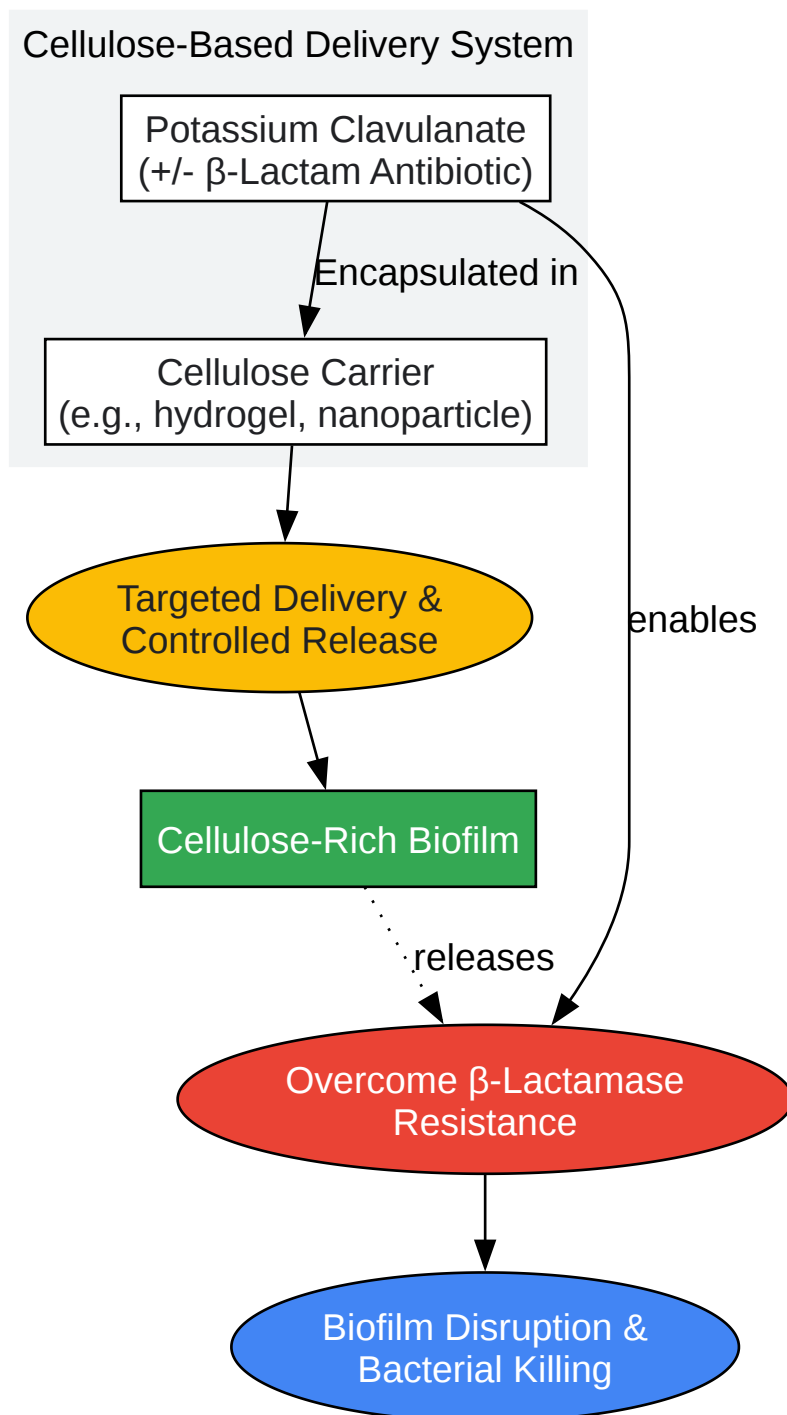 Cellulose-Based Delivery System
Potassium Clavulanate
(+/- β-Lactam Antibiotic)
Encapsulated in
Cellulose Carrier
(e.g., hydrogel, nanoparticle)
Targeted Delivery &
Controlled Release
enables
Cellulose-Rich Biofilm
releases
Overcome β-Lactamase
Resistance
Biofilm Disruption &
Bacterial Killing